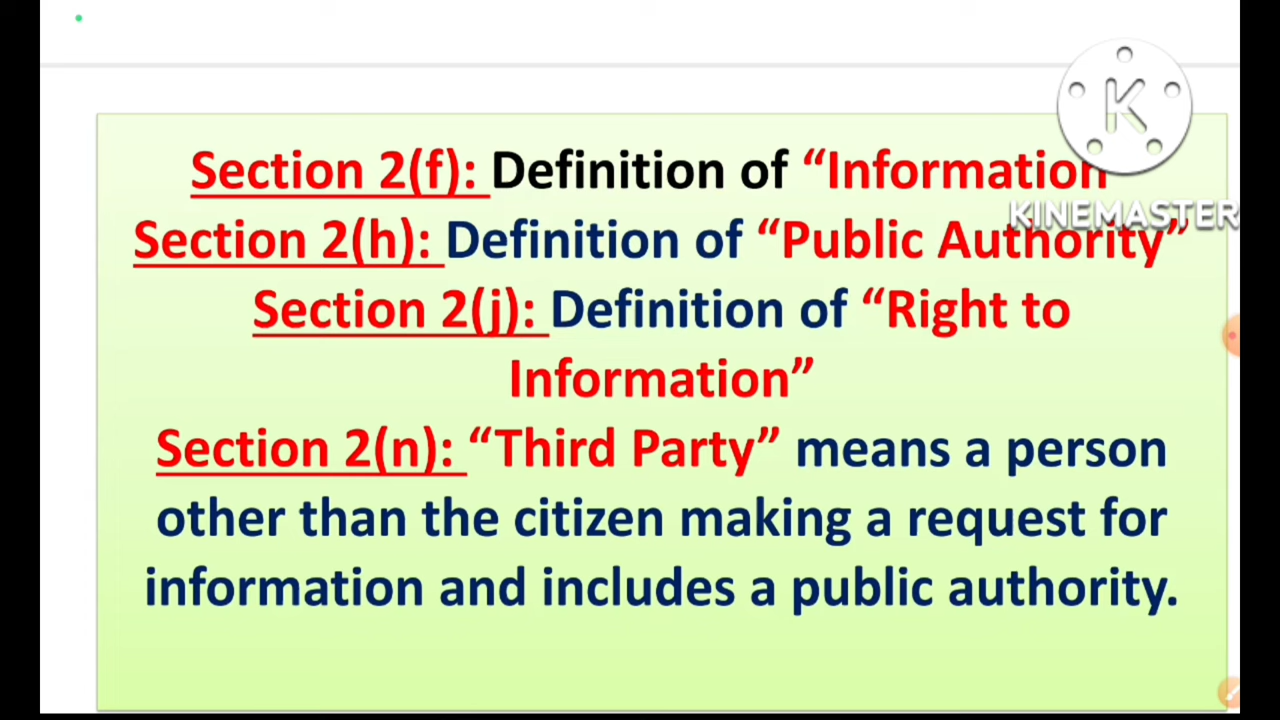 Section 2(f): Definition of “Information
Section 2(h): Definition of “Public Authority”
Section 2(j): Definition of “Right to
Information”
Section 2(n): “Third Party” means a person
other than the citizen making a request for
information and includes a public authority.
K
KINEMASTER